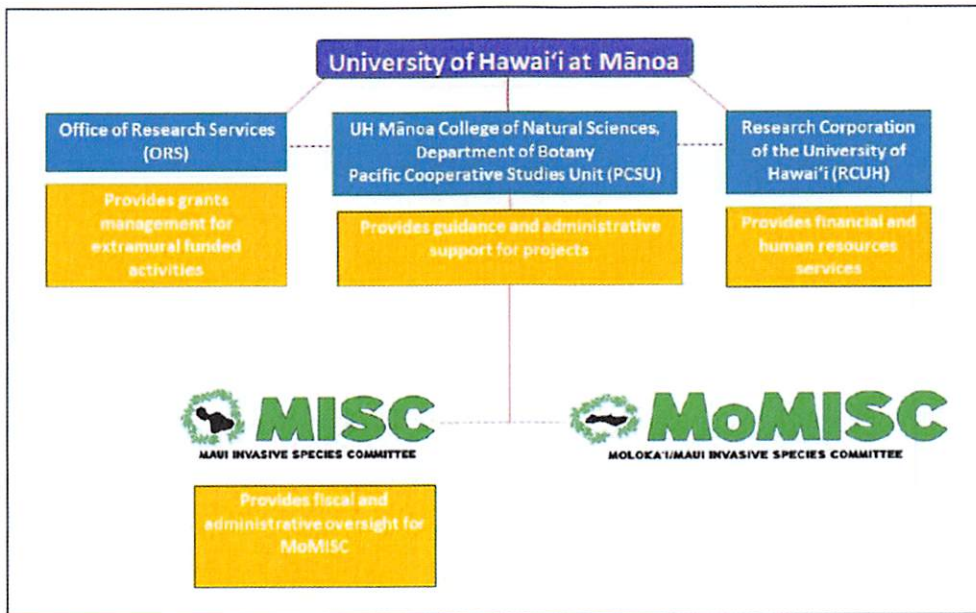 University of Hawai‘i at Mānoa
Office of Research Services
(ORS)
UH Mānoa College of Natural Sciences,
Department of Botany
Pacific Cooperative Studies Unit (PCSU)
Research Corporation
of the University of
Hawai‘i (RCUH)
Provides grants
management for
extramural funded
activities
Provides guidance and administrative
support for projects
Provides financial and
human resources
services
MISC
MAUI INVASIVE SPECIES COMMITTEE
MoMISC
MOLOKA‘I/MAUI INVASIVE SPECIES COMMITTEE
Provides fiscal and
administrative oversight for
MoMISC